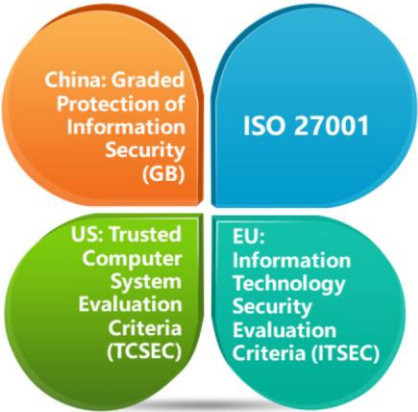 China: Graded
Protection of
Information
Security
(GB)
ISO 27001
US: Trusted
Computer
System
Evaluation
Criteria
(TCSEC)
EU:
Information
Technology
Security
Evaluation
Criteria (ITSEC)